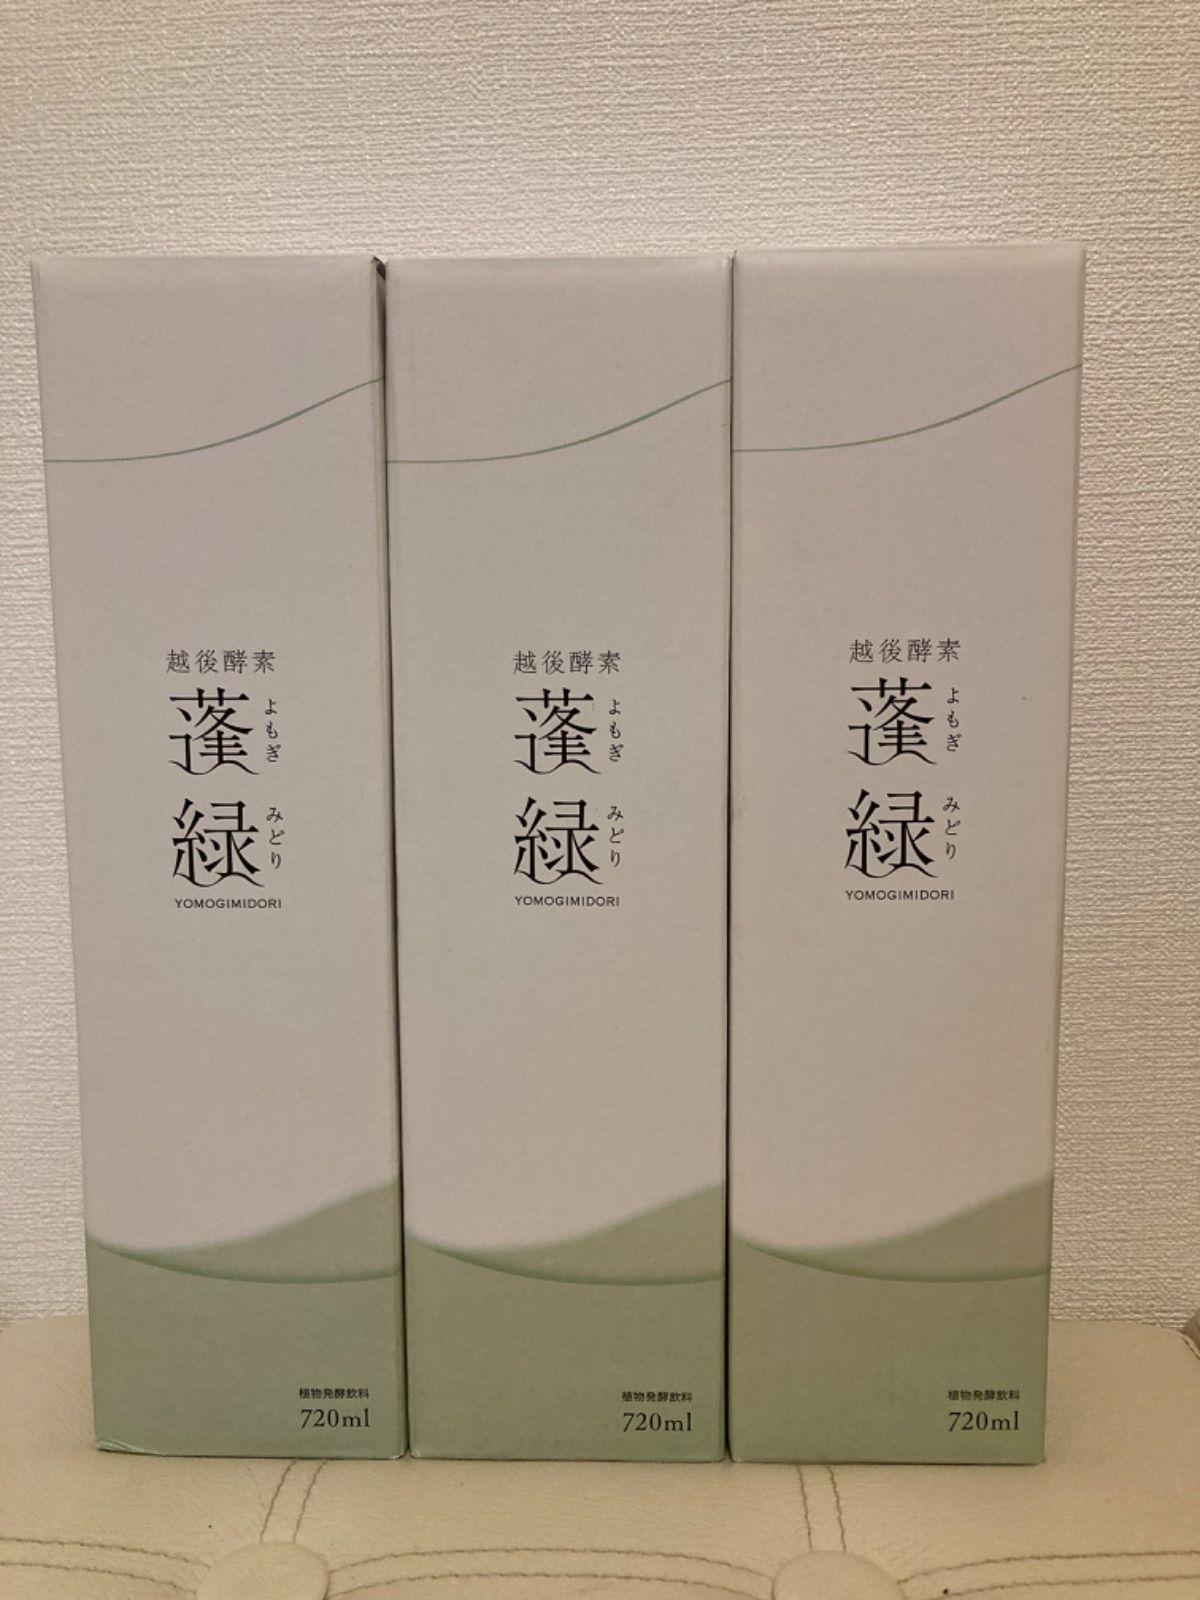 越後酵素
蓬緑
よもぎ みどり
YOMOGIMIDORI
植物発酵飲料
720ml
越後酵素
蓬緑
よもぎ みどり
YOMOGIMIDORI
植物発酵飲料
720ml
越後酵素
蓬緑
よもぎ みどり
YOMOGIMIDORI
植物発酵飲料
720ml